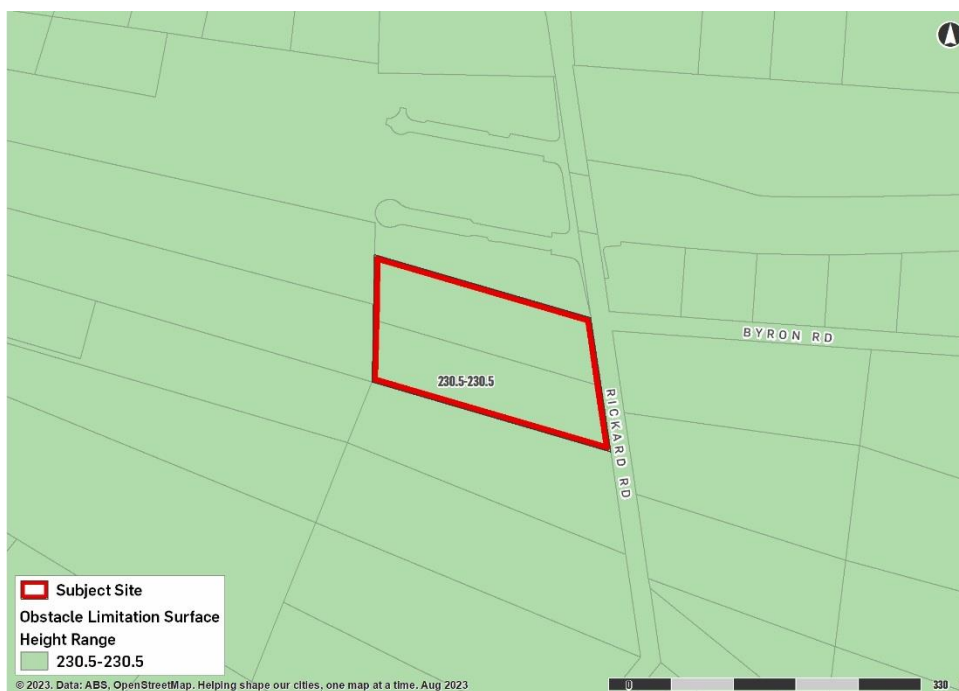 BYRON RD
230.5-230.5
RICKARD RD
Subject Site
Obstacle Limitation Surface
Height Range
230.5-230.5
© 2023. Data: ABS, OpenStreetMap. Helping shape our cities, one map at a time. Aug 2023
0 330